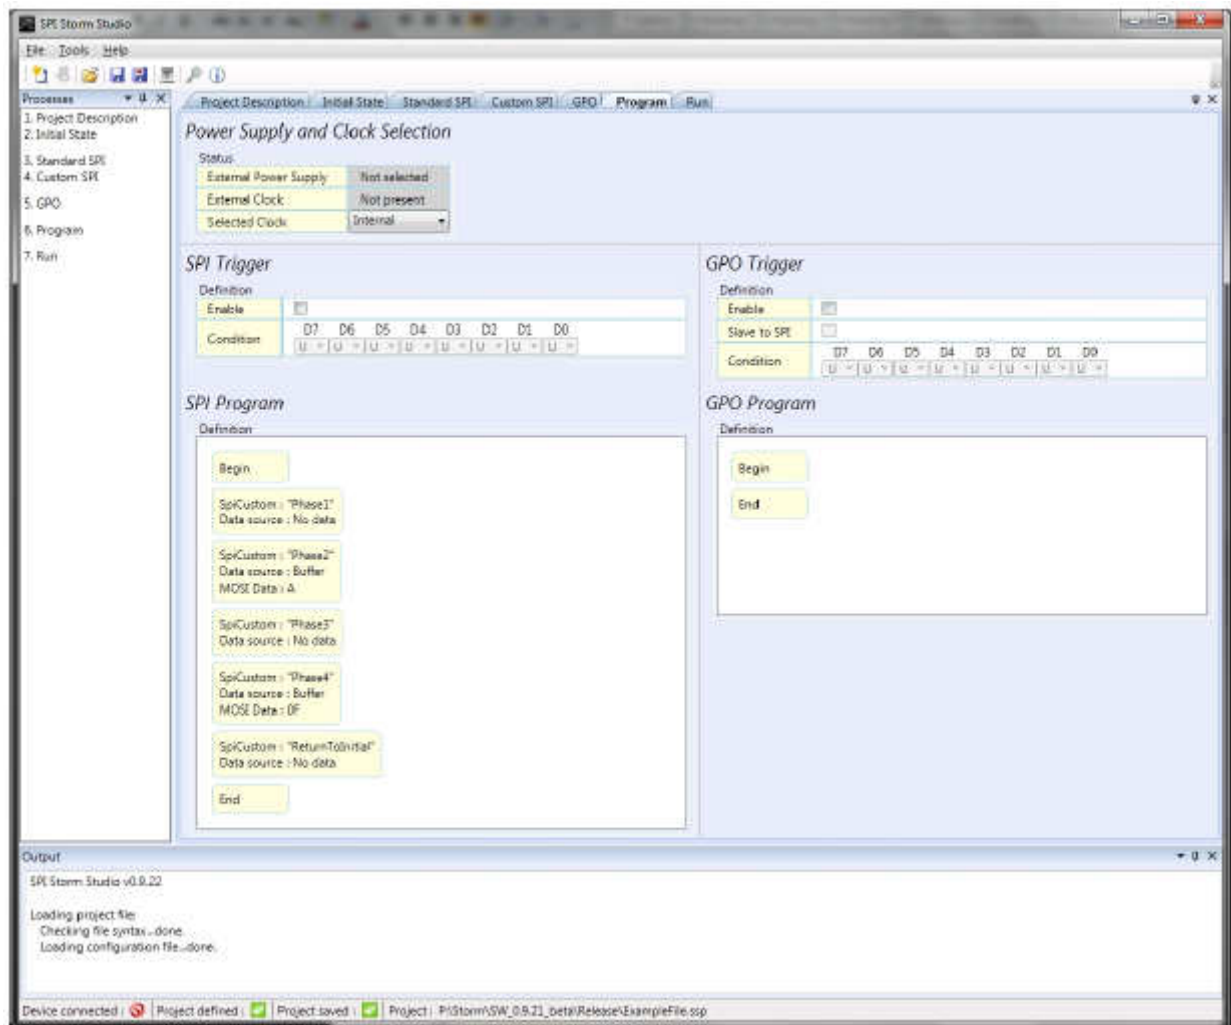 SPI Storm Studio
File Tools Help
Processes
1. Project Description
2. Initial State
3. Standard SPI
4. Custom SPI
5. GPO
6. Program
7. Run
Project Description Initial State Standard SPI Custom SPI GPO Program Run
Power Supply and Clock Selection
Status
External Power Supply Not selected
External Clock Not present
Selected Clock Internal
SPI Trigger
Definition
Enable
D7 D6 D5 D4 D3 D2 D1 D0
Condition
U U U U U U U U
SPI Program
Definition
Begin
SpiCustom : "Phase1"
Data source : No data
SpiCustom : "Phase2"
Data source : Buffer
MOSI Data : A
SpiCustom : "Phase3"
Data source : No data
SpiCustom : "Phase4"
Data source : Buffer
MOSI Data : 0F
SpiCustom : "ReturnToInitial"
Data source : No data
End
GPO Trigger
Definition
Enable
Slave to SPI
D7 D6 D5 D4 D3 D2 D1 D0
Condition
U U U U U U U U
GPO Program
Definition
Begin
End
Output
SPI Storm Studio v0.9.22
Loading project file:
Checking file syntax...done.
Loading configuration file...done.
Device connected : Project defined : Project saved : Project : P:\Storm\SW_0.9.21_beta\Release\ExampleFile.ssp